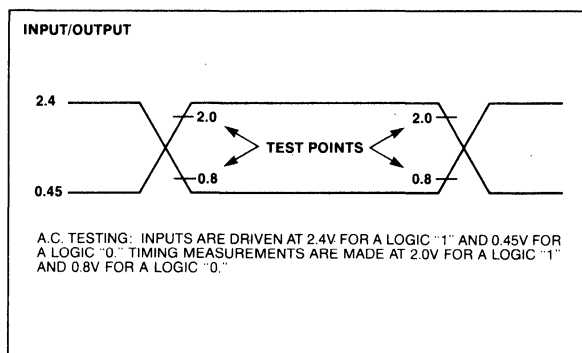 INPUT/OUTPUT
2.4
2.0
2.0
TEST POINTS
0.8
0.8
0.45
A.C. TESTING: INPUTS ARE DRIVEN AT 2.4V FOR A LOGIC "1" AND 0.45V FOR
A LOGIC "0." TIMING MEASUREMENTS ARE MADE AT 2.0V FOR A LOGIC "1"
AND 0.8V FOR A LOGIC "0."